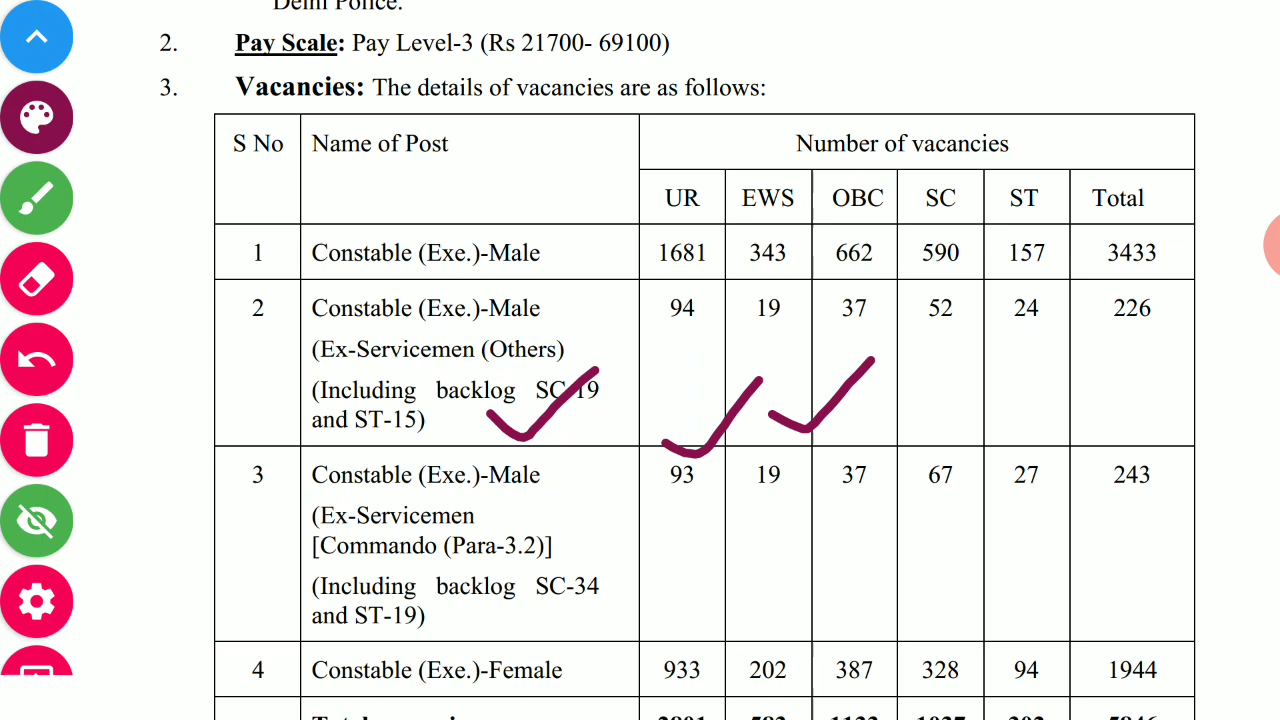 Delhi Police.
2. Pay Scale: Pay Level-3 (Rs 21700- 69100)
3. Vacancies: The details of vacancies are as follows:
S No Name of Post Number of vacancies
UR EWS OBC SC ST Total
1 Constable (Exe.)-Male 1681 343 662 590 157 3433
2 Constable (Exe.)-Male 94 19 37 52 24 226
(Ex-Servicemen (Others)
(Including backlog SC-19
and ST-15)
3 Constable (Exe.)-Male 93 19 37 67 27 243
(Ex-Servicemen
[Commando (Para-3.2)]
(Including backlog SC-34
and ST-19)
4 Constable (Exe.)-Female 933 202 387 328 94 1944